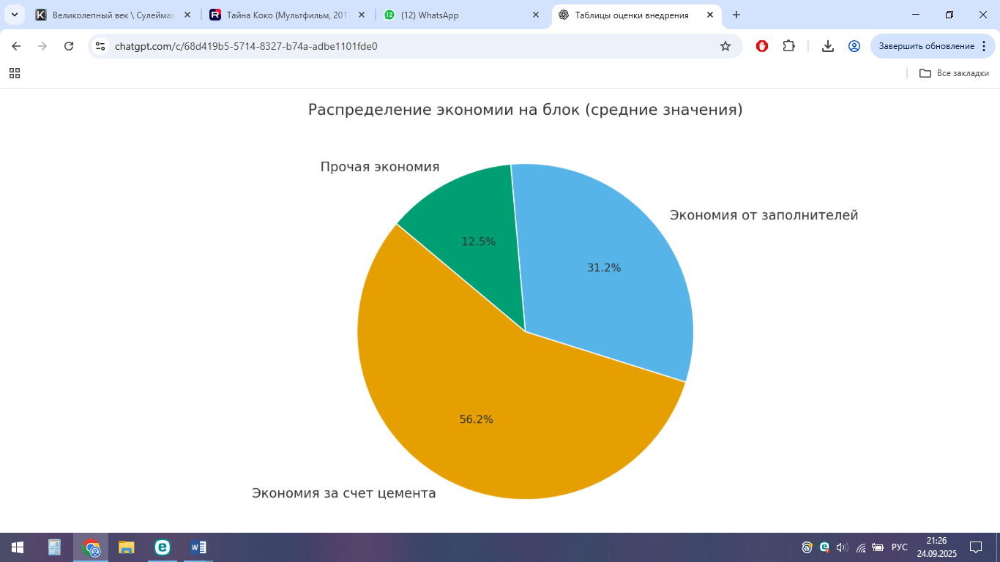 Великолепный век \ Сулейман
Тайна Коко (Мультфильм, 201
(12) WhatsApp
Таблицы оценки внедрения
chatgpt.com/c/68d419b5-5714-8327-b74a-adbe1101fde0
Завершить обновление
Все закладки
Распределение экономии на блок (средние значения)
Прочая экономия
Экономия от заполнителей
12.5%
31.2%
56.2%
Экономия за счет цемента
РУС
21:26
24.09.2025